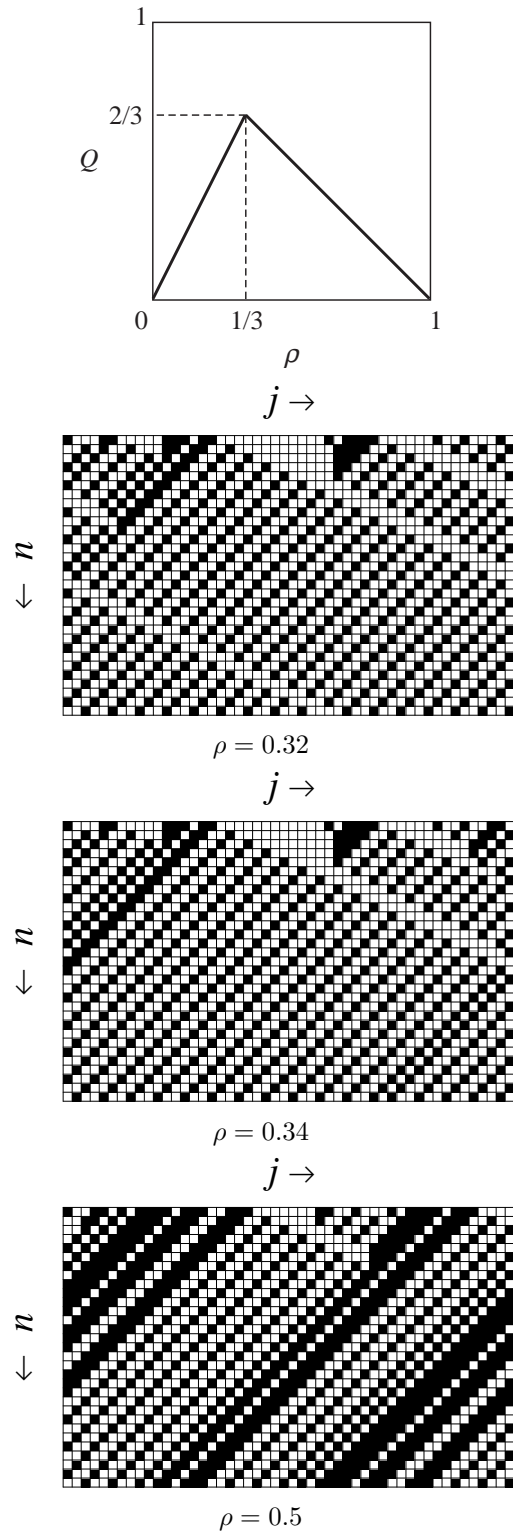 1
2/3
Q
0
1/3
1
ρ
j →
n →
ρ = 0.32
j →
n →
ρ = 0.34
j →
n →
ρ = 0.5